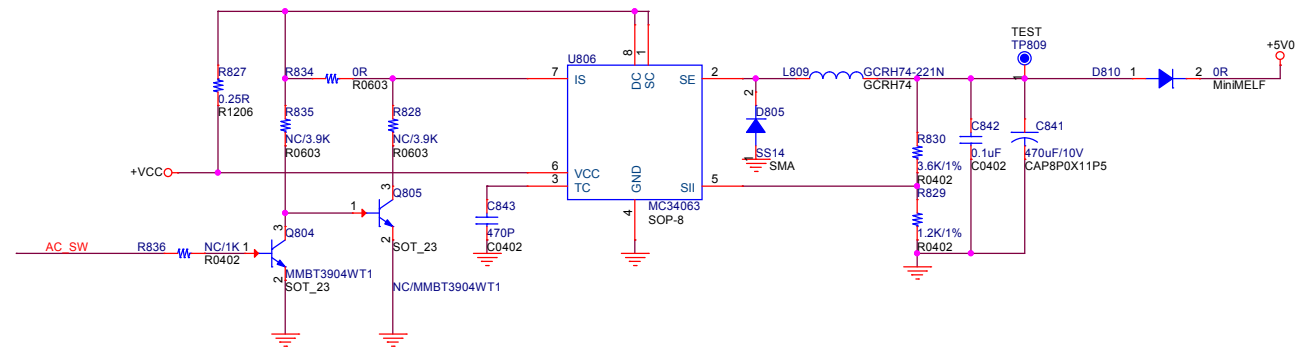 R827
0.25R
R1206
R834
0R
R0603
R835
NC/3.9K
R0603
R828
NC/3.9K
R0603
+VCC
AC_SW
R836
NC/1K
R0402
1
3
Q804
2
MMBT3904WT1
SOT_23
1
3
Q805
2
SOT_23
NC/MMBT3904WT1
C843
470P
C0402
U806
7
IS
8
DC
1
SC
SE
2
6
VCC
3
TC
GND
4
SII
5
MC34063
SOP-8
2
D805
SS14
1
SMA
L809
GCRH74-221N
GCRH74
R830
3.6K/1%
R0402
R829
1.2K/1%
R0402
C842
0.1uF
C0402
C841
470uF/10V
CAP8P0X11P5
TEST
TP809
1
D810
1
2
0R
MiniMELF
+5V0